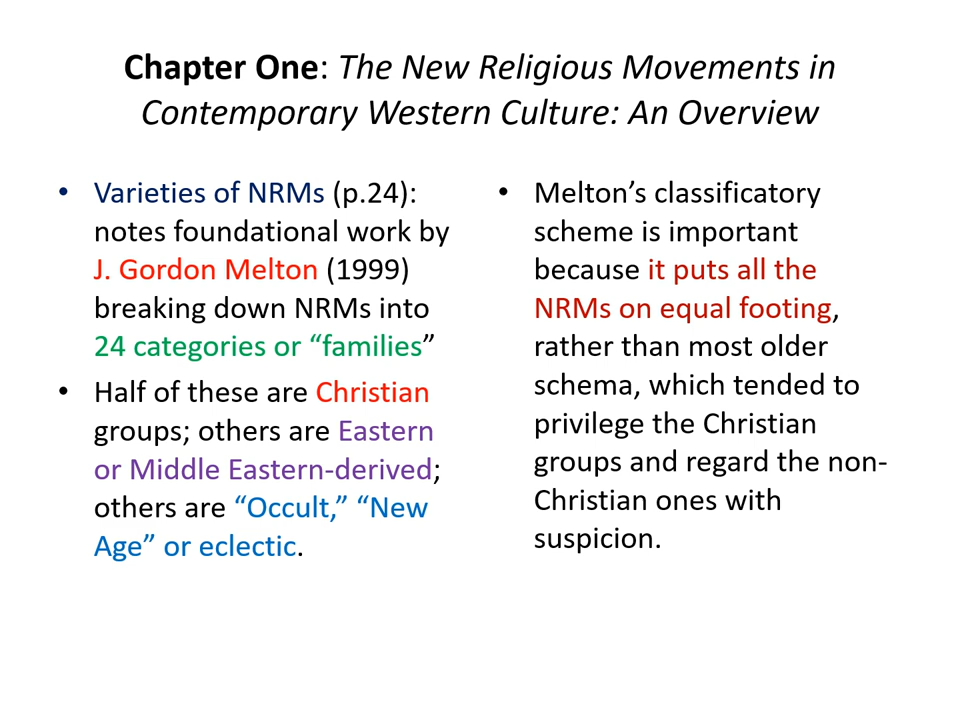 Chapter One: The New Religious Movements in
Contemporary Western Culture: An Overview
• Varieties of NRMs (p.24):
notes foundational work by
J. Gordon Melton (1999)
breaking down NRMs into
24 categories or “families”
• Half of these are Christian
groups; others are Eastern
or Middle Eastern-derived;
others are “Occult,” “New
Age” or eclectic.
• Melton’s classificatory
scheme is important
because it puts all the
NRMs on equal footing,
rather than most older
schema, which tended to
privilege the Christian
groups and regard the non-
Christian ones with
suspicion.